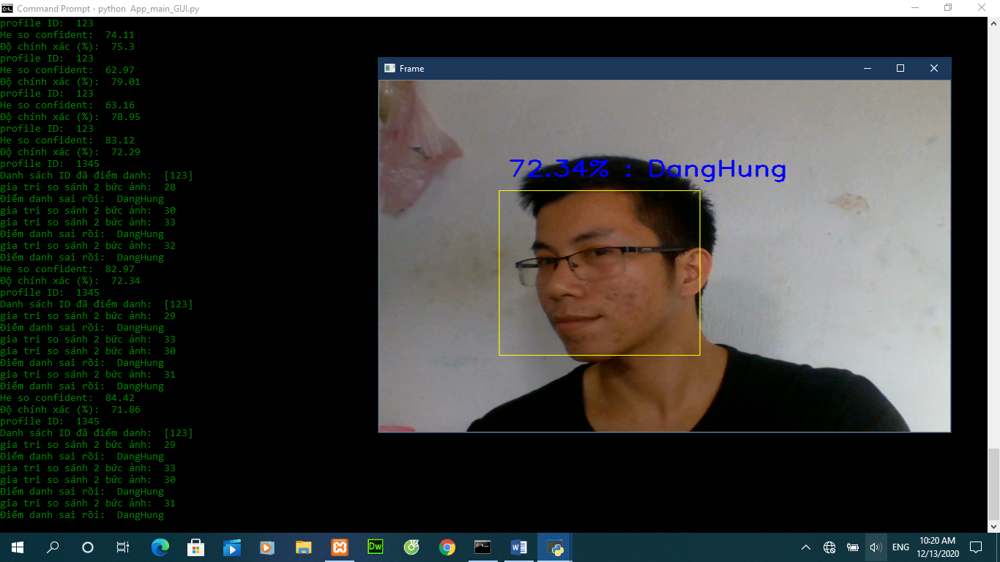 Command Prompt - python  App_main_GUI.py
profile ID:  123
He so confident:  74.11
Độ chính xác (%):  75.3
profile ID:  123
He so confident:  62.97
Độ chính xác (%):  79.01
profile ID:  123
He so confident:  63.16
Độ chính xác (%):  78.95
profile ID:  123
He so confident:  83.12
Độ chính xác (%):  72.29
profile ID:  1345
Danh sách ID đã điểm danh:  [123]
gia tri so sánh 2 bức ảnh:  28
Điểm danh sai rồi:  DangHung
gia tri so sánh 2 bức ảnh:  30
gia tri so sánh 2 bức ảnh:  33
Điểm danh sai rồi:  DangHung
gia tri so sánh 2 bức ảnh:  32
Điểm danh sai rồi:  DangHung
He so confident:  82.97
Độ chính xác (%):  72.34
profile ID:  1345
Danh sách ID đã điểm danh:  [123]
gia tri so sánh 2 bức ảnh:  29
Điểm danh sai rồi:  DangHung
gia tri so sánh 2 bức ảnh:  33
gia tri so sánh 2 bức ảnh:  30
Điểm danh sai rồi:  DangHung
gia tri so sánh 2 bức ảnh:  31
Điểm danh sai rồi:  DangHung
He so confident:  84.42
Độ chính xác (%):  71.86
profile ID:  1345
Danh sách ID đã điểm danh:  [123]
gia tri so sánh 2 bức ảnh:  29
Điểm danh sai rồi:  DangHung
gia tri so sánh 2 bức ảnh:  33
gia tri so sánh 2 bức ảnh:  30
Điểm danh sai rồi:  DangHung
gia tri so sánh 2 bức ảnh:  31
Điểm danh sai rồi:  DangHung
Frame
72.34% : DangHung
Dw
ENG
10:20 AM
12/13/2020